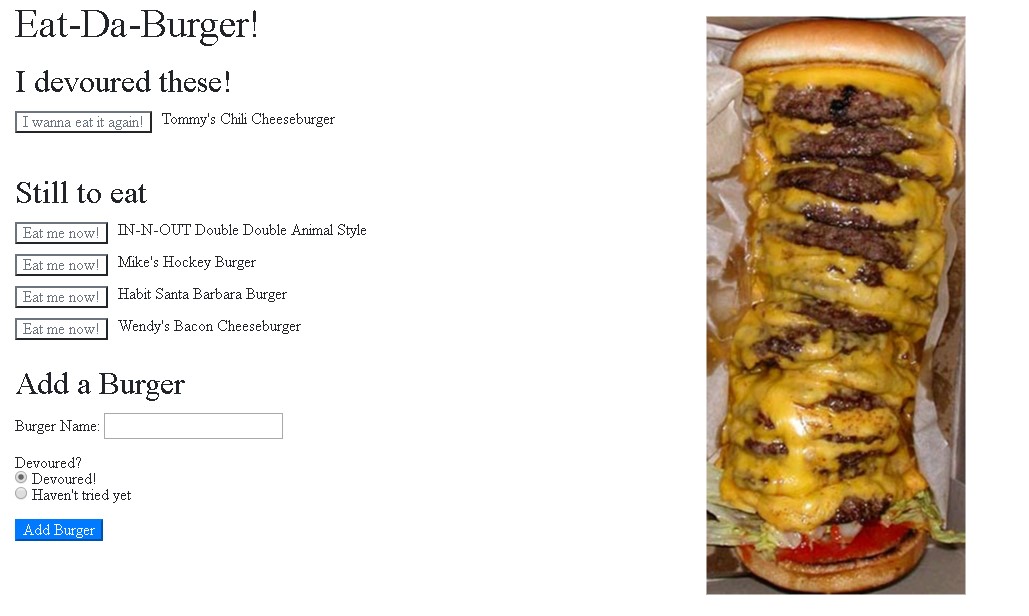 Eat-Da-Burger!
I devoured these!
I wanna eat it again! Tommy's Chili Cheeseburger
Still to eat
Eat me now! IN-N-OUT Double Double Animal Style
Eat me now! Mike's Hockey Burger
Eat me now! Habit Santa Barbara Burger
Eat me now! Wendy's Bacon Cheeseburger
Add a Burger
Burger Name:
Devoured?
Devoured!
Haven't tried yet
Add Burger